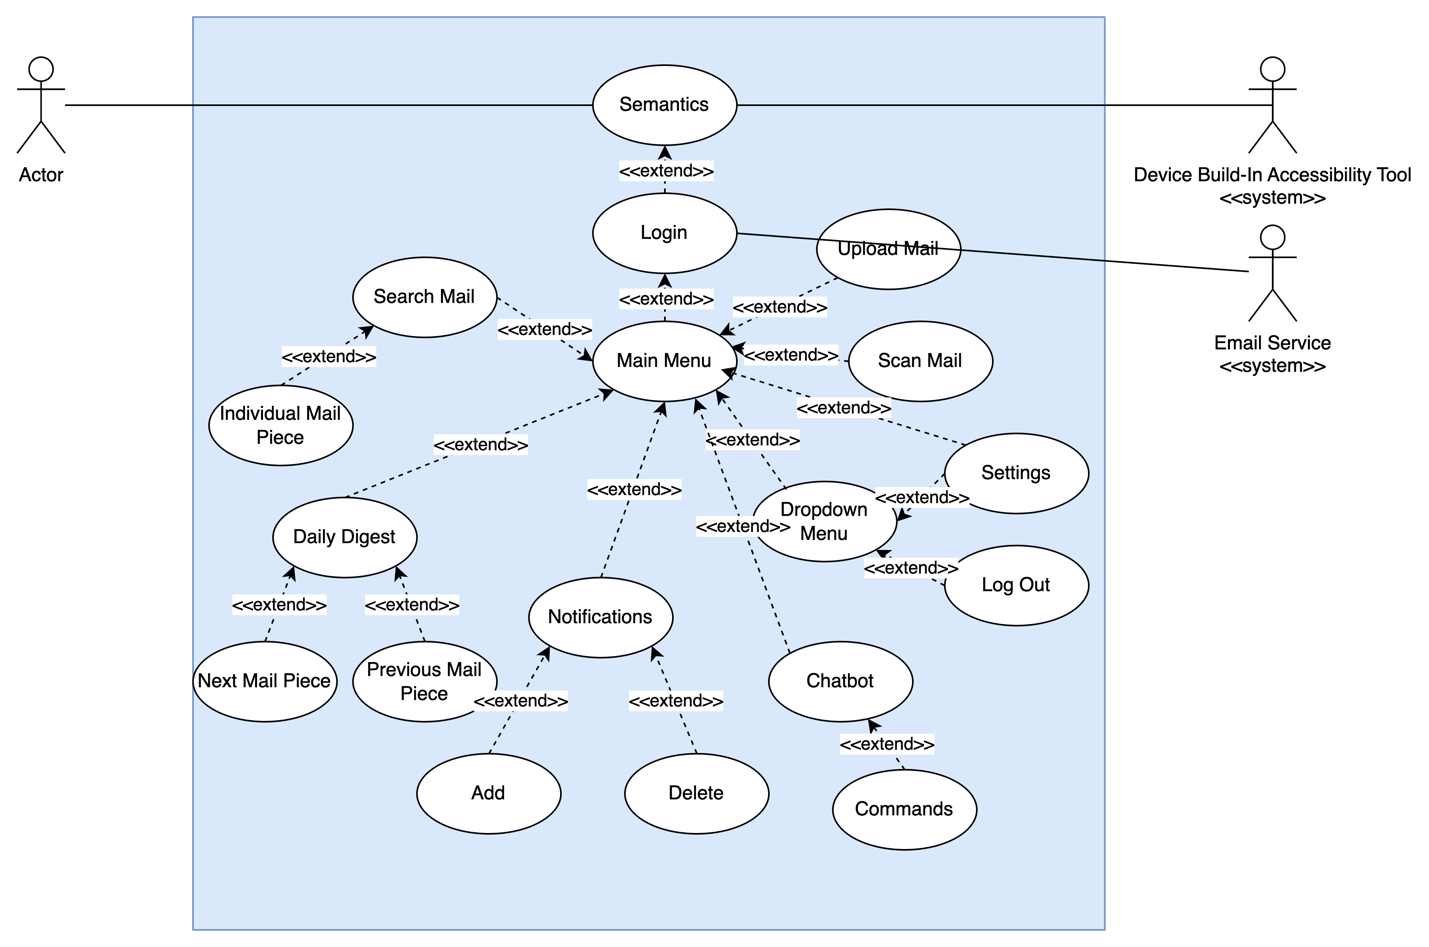 Semantics
Actor
<<extend>>
Device Build-In Accessibility Tool
<<system>>
Login
Upload Mail
Search Mail
<<extend>>
<<extend>>
<<extend>>
Email Service
<<system>>
<<extend>>
<<extend>>
Main Menu
Scan Mail
Individual Mail
Piece
<<extend>>
<<extend>>
<<extend>>
Settings
<<extend>>
<<extend>>
Dropdown
Menu
<<extend>>
Daily Digest
<<extend>>
Log Out
<<extend>>
<<extend>>
Notifications
Next Mail Piece
Previous Mail
Piece
Chatbot
<<extend>>
<<extend>>
<<extend>>
Add
Delete
Commands